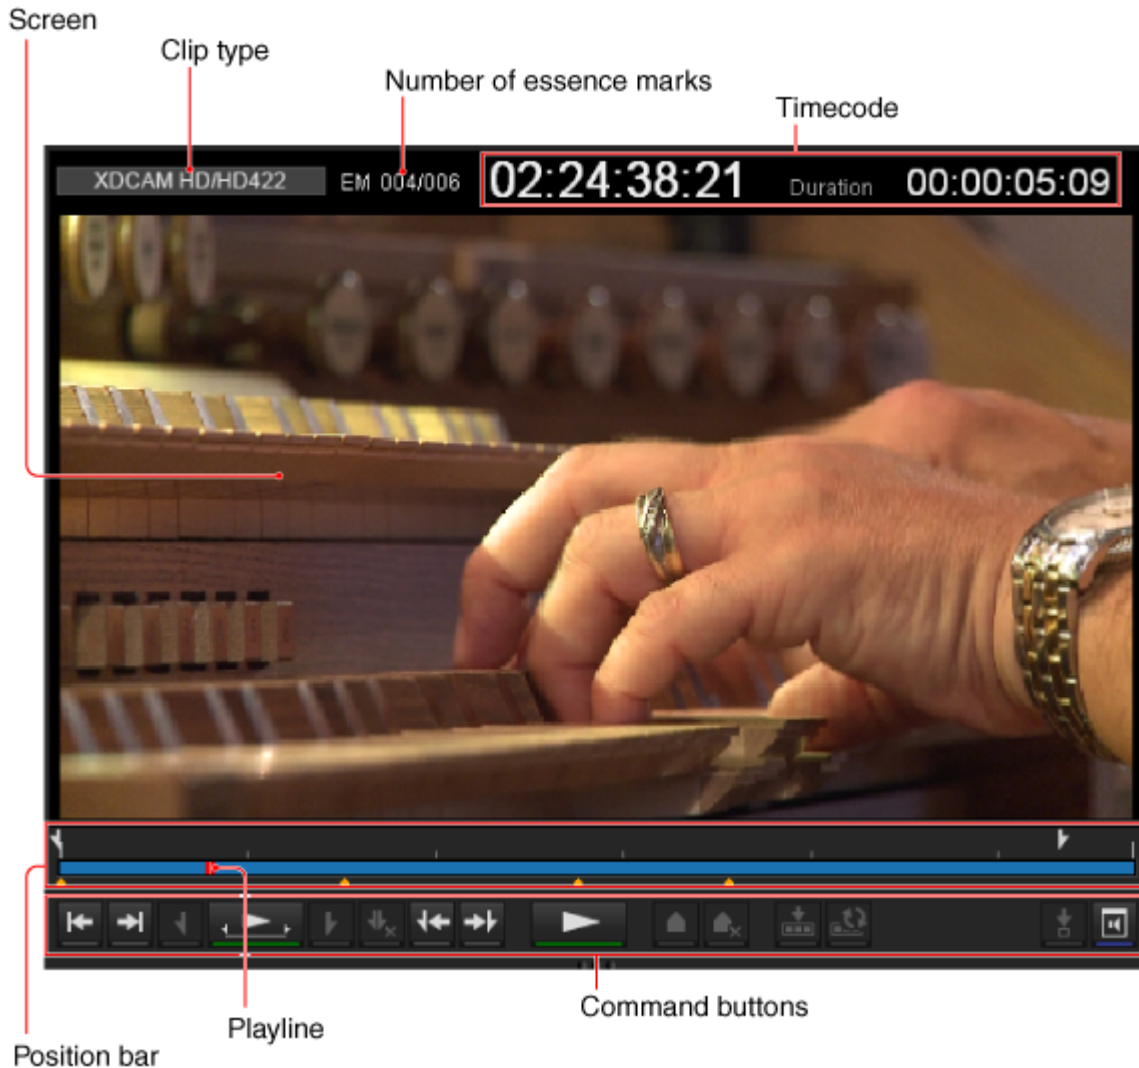 Screen
Clip type
Number of essence marks
Timecode
XDCAM HD/HD422 EM 004/006 02:24:38:21 Duration 00:00:05:09
Command buttons
Playline
Position bar